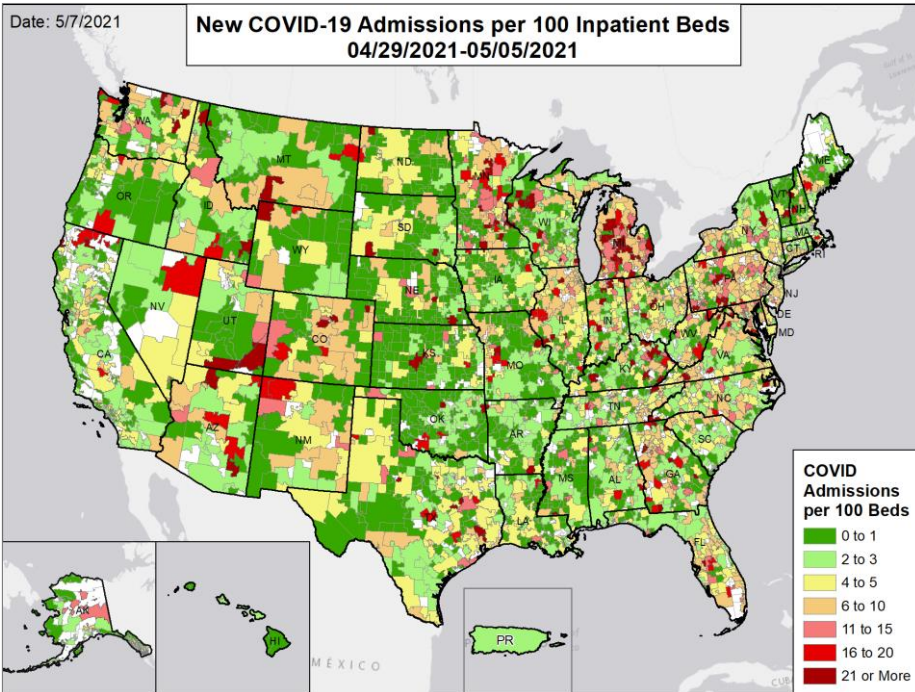 Date: 5/7/2021
New COVID-19 Admissions per 100 Inpatient Beds
04/29/2021-05/05/2021
WA
MT
ND
ME
OR
ID
WI
VT
NH
SD
WY
MI
NY
MA
CT
RI
NE
IA
NV
UT
IL
IN
OH
NJ
DE
MD
CA
CO
KS
MO
KY
WV
VA
AZ
NM
OK
AR
TN
NC
SC
MS
AL
GA
LA
FL
AK
HI
PR
MÉXICO
COVID
Admissions
per 100 Beds
0 to 1
2 to 3
4 to 5
6 to 10
11 to 15
16 to 20
21 or More